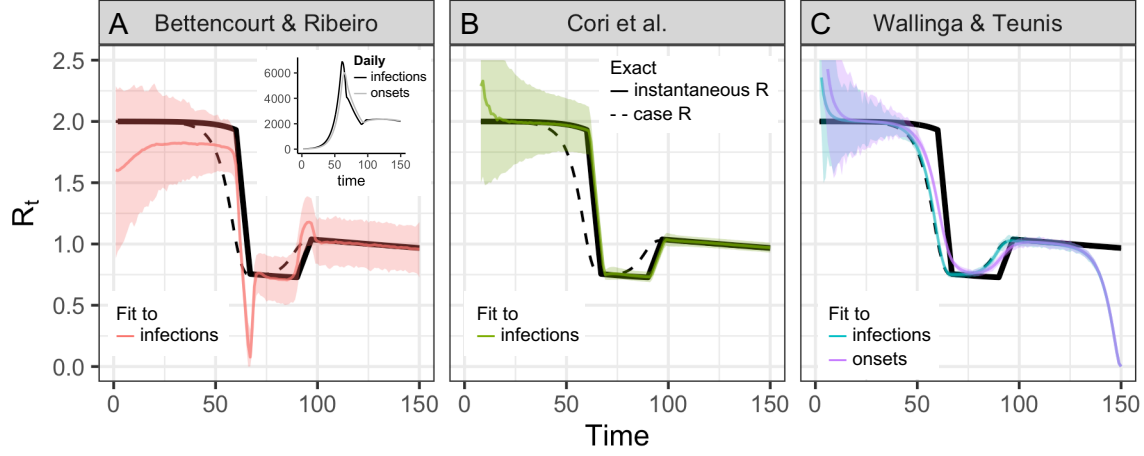 A Bettencourt & Ribeiro
B Cori et al.
C Wallinga & Teunis
Rt
2.5
2.0
1.5
1.0
0.5
0.0
Daily
infections
onsets
6000
4000
2000
0
0 50 100 150
time
Fit to
infections
0 50 100 150
Exact
instantaneous R
case R
Fit to
infections
0 50 100 150
Fit to
infections
onsets
0 50 100 150
Time